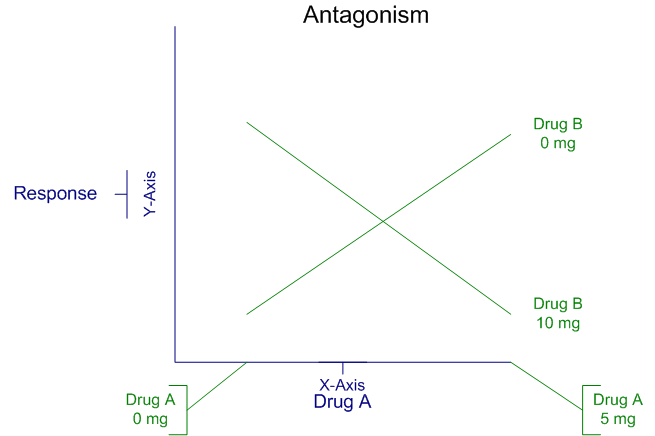 Antagonism
Drug B
0 mg
Response
Y-Axis
Drug B
10 mg
X-Axis
Drug A
Drug A
0 mg
Drug A
5 mg